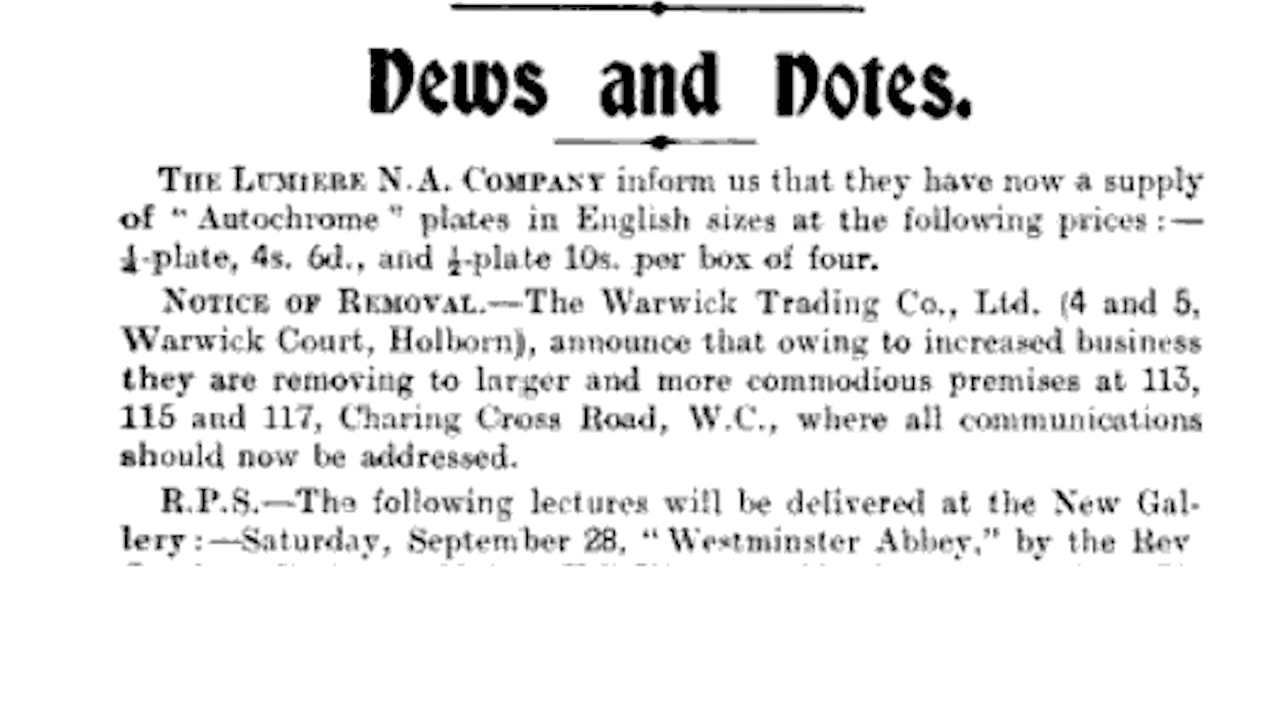 News and Notes.
THE LUMIERE N.A. COMPANY inform us that they have now a supply
of "Autochrome" plates in English sizes at the following prices:—
¼-plate, 4s. 6d., and ½-plate 10s. per box of four.
NOTICE OF REMOVAL.—The Warwick Trading Co., Ltd. (4 and 5,
Warwick Court, Holborn), announce that owing to increased business
they are removing to larger and more commodious premises at 113,
115 and 117, Charing Cross Road, W.C., where all communications
should now be addressed.
R.P.S.—The following lectures will be delivered at the New Gal-
lery:—Saturday, September 28, "Westminster Abbey," by the Rev